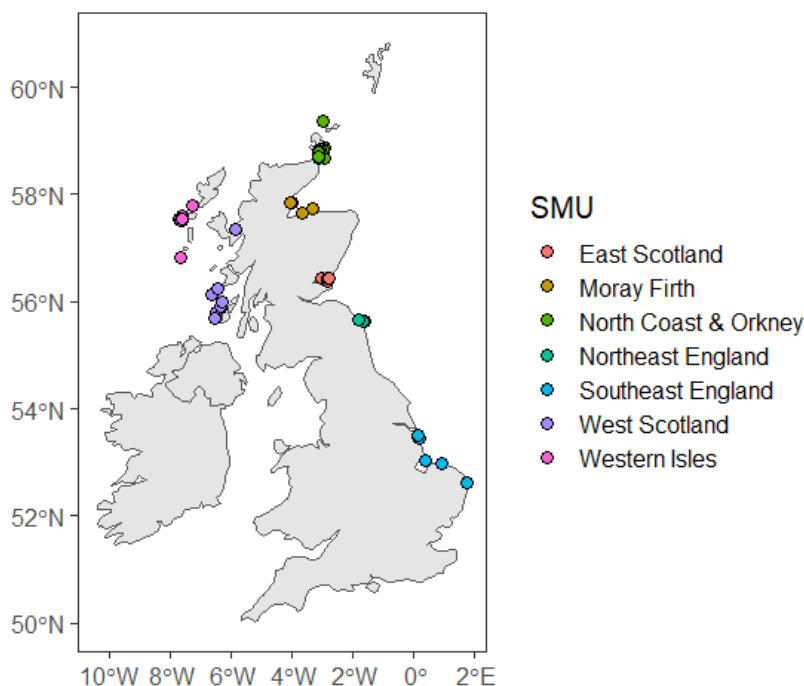 60°N
58°N
56°N
54°N
52°N
50°N
10°W 8°W 6°W 4°W 2°W 0° 2°E
SMU
East Scotland
Moray Firth
North Coast & Orkney
Northeast England
Southeast England
West Scotland
Western Isles